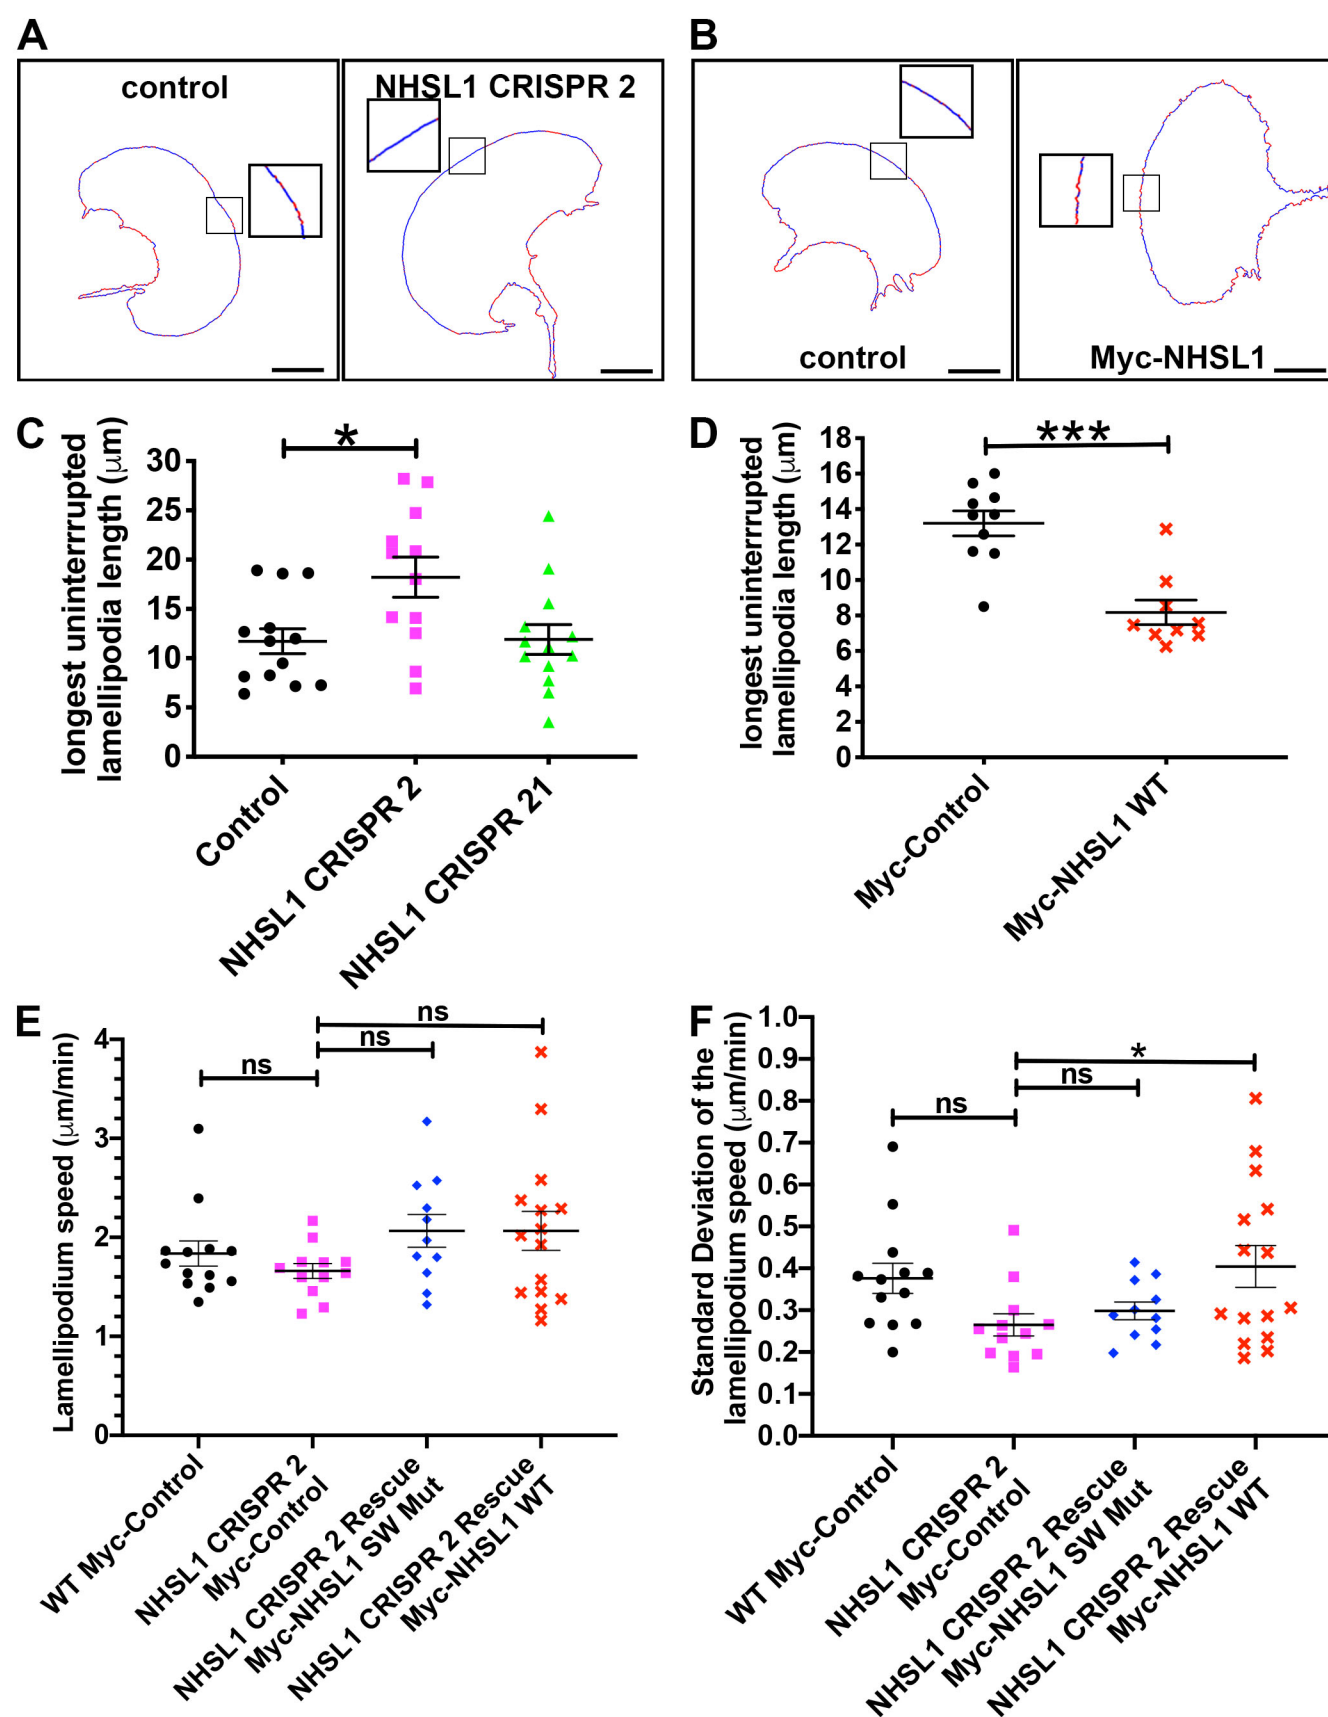 A
B
control
NHSL1 CRISPR 2
control
Myc-NHSL1
C
longest uninterrrupted
lamellipodia length (μm)
30
25
20
15
10
5
0
*
Control
NHSL1 CRISPR 2
NHSL1 CRISPR 21
D
longest uninterrrupted
lamellipodia length (μm)
18
16
14
12
10
8
6
4
2
0
***
Myc-Control
Myc-NHSL1 WT
E
Lamellipodium speed (μm/min)
4
3
2
1
0
ns
ns
ns
WT Myc-Control
NHSL1 CRISPR 2
Myc-Control
NHSL1 CRISPR 2 Rescue
Myc-NHSL1 SW Mut
NHSL1 CRISPR 2 Rescue
Myc-NHSL1 WT
F
Standard Deviation of the
lamellipodium speed (μm/min)
1.0
0.9
0.8
0.7
0.6
0.5
0.4
0.3
0.2
0.1
0.0
*
ns
ns
WT Myc-Control
NHSL1 CRISPR 2
Myc-Control
NHSL1 CRISPR 2 Rescue
Myc-NHSL1 SW Mut
NHSL1 CRISPR 2 Rescue
Myc-NHSL1 WT